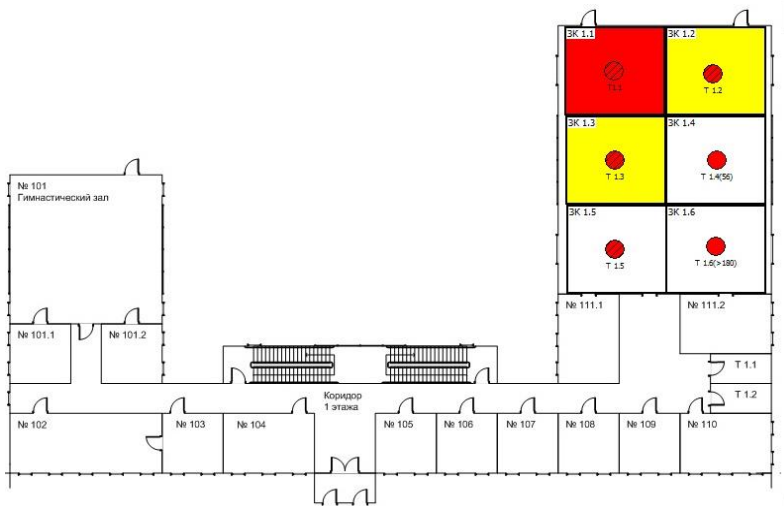 ЗК 1.1
ЗК 1.2
Т1.1
Т 1.2
ЗК 1.3
ЗК 1.4
Т 1.3
Т 1.4(56)
№ 101
Гимнастический зал
ЗК 1.5
ЗК 1.6
Т 1.5
Т 1.6(>180)
№ 111.1
№ 111.2
№ 101.1
№ 101.2
Т 1.1
Т 1.2
Коридор
1 этажа
№ 102
№ 103
№ 104
№ 105
№ 106
№ 107
№ 108
№ 109
№ 110